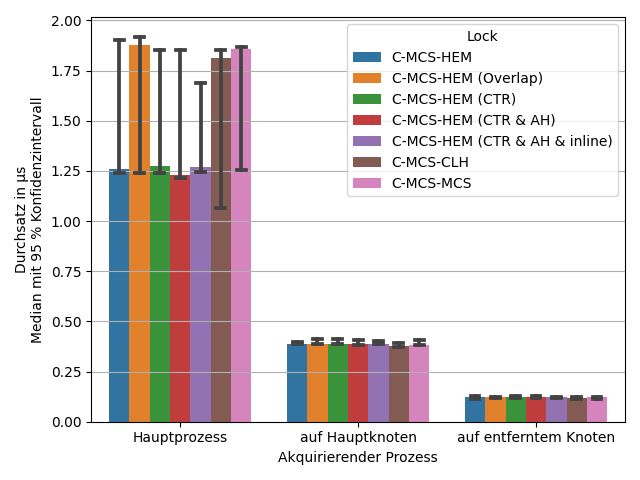 2.00
1.75
1.50
1.25
1.00
0.75
0.50
0.25
0.00
Durchsatz in µs
Median mit 95 % Konfidenzintervall
Lock
C-MCS-HEM
C-MCS-HEM (Overlap)
C-MCS-HEM (CTR)
C-MCS-HEM (CTR & AH)
C-MCS-HEM (CTR & AH & inline)
C-MCS-CLH
C-MCS-MCS
Hauptprozess
auf Hauptknoten
auf entferntem Knoten
Akquirierender Prozess